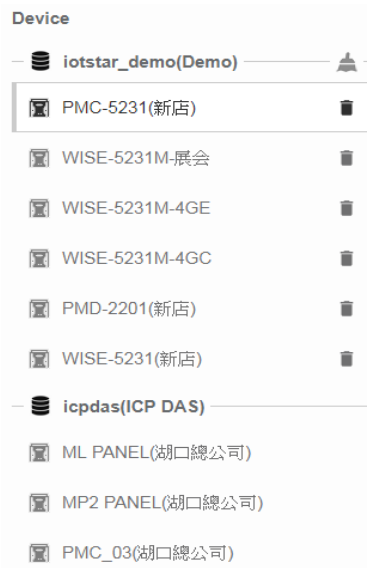 Device
iotstar_demo(Demo)
PMC-5231(新店)
WISE-5231M-展会
WISE-5231M-4GE
WISE-5231M-4GC
PMD-2201(新店)
WISE-5231(新店)
icpdas(ICP DAS)
ML PANEL(湖口總公司)
MP2 PANEL(湖口總公司)
PMC_03(湖口總公司)